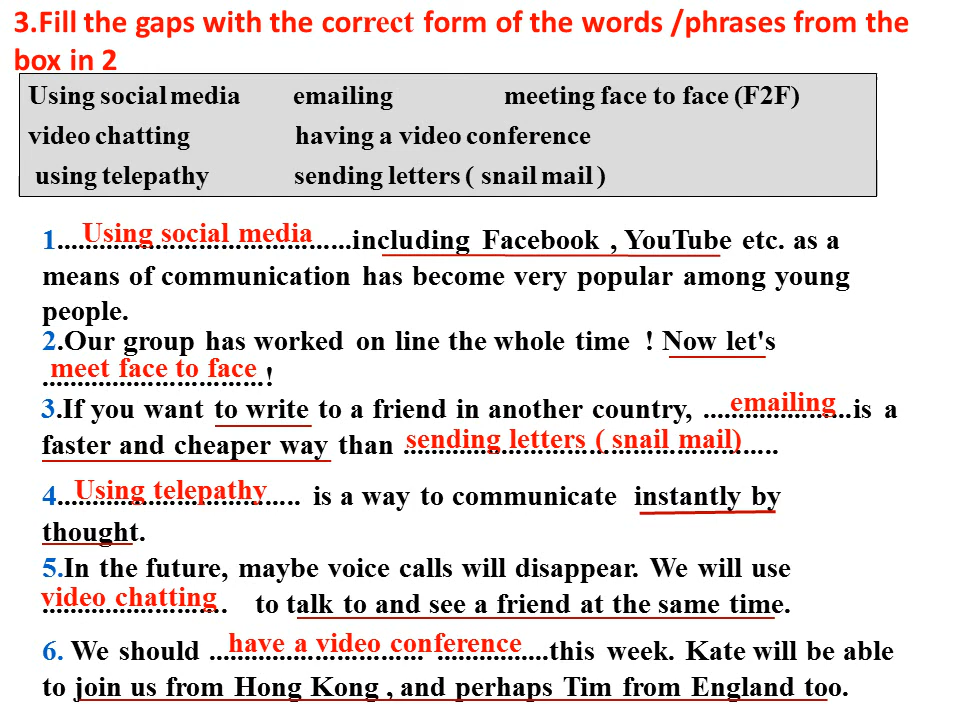 3.Fill the gaps with the correct form of the words /phrases from the
box in 2
Using social media emailing meeting face to face (F2F)
video chatting having a video conference
using telepathy sending letters ( snail mail )
1..........................................including Facebook , YouTube etc. as a
Using social media
means of communication has become very popular among young
people.
2.Our group has worked on line the whole time ! Now let's
meet face to face
................................!
3.If you want to write to a friend in another country, .....................is a
emailing
faster and cheaper way than .....................................................
sending letters ( snail mail)
4.................................. is a way to communicate instantly by
Using telepathy
thought.
5.In the future, maybe voice calls will disappear. We will use
video chatting
.......................... to talk to and see a friend at the same time.
6. We should .............................. ................this week. Kate will be able
have a video conference
to join us from Hong Kong , and perhaps Tim from England too.